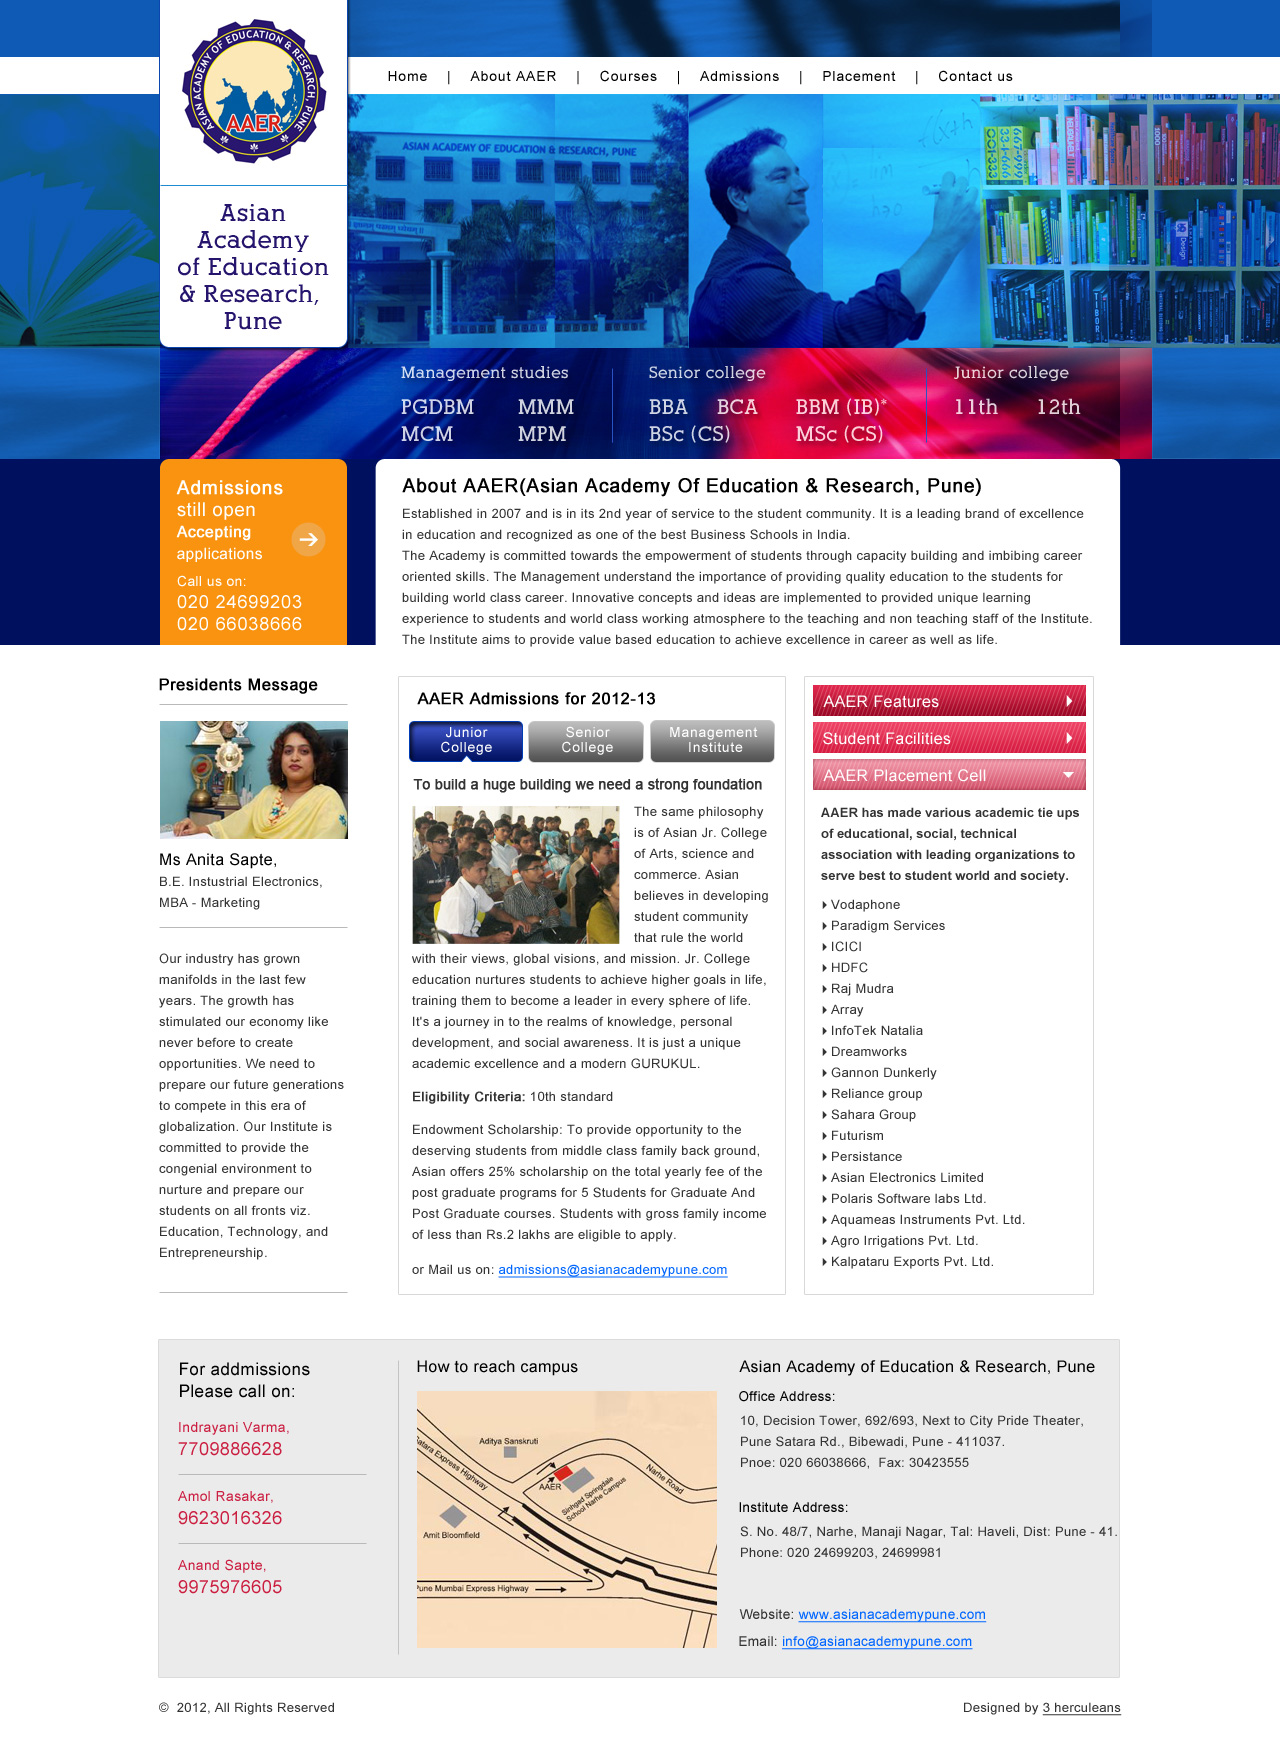 ASIAN ACADEMY OF EDUCATION & RESEARCH, PUNE
AAER
Asian
Academy
of Education
& Research,
Pune
Home | About AAER | Courses | Admissions | Placement | Contact us
ASIAN ACADEMY OF EDUCATION & RESEARCH, PUNE
Management studies
PGDBM MMM
MCM MPM
Senior college
BBA BCA BBM (IB)*
BSc (CS) MSc (CS)
Junior college
11th 12th
Admissions
still open
Accepting
applications
Call us on:
020 24699203
020 66038666
About AAER(Asian Academy Of Education & Research, Pune)
Established in 2007 and is in its 2nd year of service to the student community. It is a leading brand of excellence
in education and recognized as one of the best Business Schools in India.
The Academy is committed towards the empowerment of students through capacity building and imbibing career
oriented skills. The Management understand the importance of providing quality education to the students for
building world class career. Innovative concepts and ideas are implemented to provided unique learning
experience to students and world class working atmosphere to the teaching and non teaching staff of the Institute.
The Institute aims to provide value based education to achieve excellence in career as well as life.
Presidents Message
Ms Anita Sapte,
B.E. Instustrial Electronics,
MBA - Marketing
Our industry has grown
manifolds in the last few
years. The growth has
stimulated our economy like
never before to create
opportunities. We need to
prepare our future generations
to compete in this era of
globalization. Our Institute is
committed to provide the
congenial environment to
nurture and prepare our
students on all fronts viz.
Education, Technology, and
Entrepreneurship.
AAER Admissions for 2012-13
Junior
College
Senior
College
Management
Institute
To build a huge building we need a strong foundation
The same philosophy
is of Asian Jr. College
of Arts, science and
commerce. Asian
believes in developing
student community
that rule the world
with their views, global visions, and mission. Jr. College
education nurtures students to achieve higher goals in life,
training them to become a leader in every sphere of life.
It's a journey in to the realms of knowledge, personal
development, and social awareness. It is just a unique
academic excellence and a modern GURUKUL.
Eligibility Criteria: 10th standard
Endowment Scholarship: To provide opportunity to the
deserving students from middle class family back ground,
Asian offers 25% scholarship on the total yearly fee of the
post graduate programs for 5 Students for Graduate And
Post Graduate courses. Students with gross family income
of less than Rs.2 lakhs are eligible to apply.
or Mail us on: admissions@asianacademypune.com
AAER Features
Student Facilities
AAER Placement Cell
AAER has made various academic tie ups
of educational, social, technical
association with leading organizations to
serve best to student world and society.
Vodaphone
Paradigm Services
ICICI
HDFC
Raj Mudra
Array
InfoTek Natalia
Dreamworks
Gannon Dunkerly
Reliance group
Sahara Group
Futurism
Persistance
Asian Electronics Limited
Polaris Software labs Ltd.
Aquameas Instruments Pvt. Ltd.
Agro Irrigations Pvt. Ltd.
Kalpataru Exports Pvt. Ltd.
For addmissions
Please call on:
Indrayani Varma,
7709886628
Amol Rasakar,
9623016326
Anand Sapte,
9975976605
How to reach campus
Satara Express Highway
Aditya Sanskruti
AAER
Sinhgad Springdale
School Narhe Campus
Narhe Road
Amit Bloomfield
Pune Mumbai Express Highway
Asian Academy of Education & Research, Pune
Office Address:
10, Decision Tower, 692/693, Next to City Pride Theater,
Pune Satara Rd., Bibewadi, Pune - 411037.
Pnoe: 020 66038666, Fax: 30423555
Institute Address:
S. No. 48/7, Narhe, Manaji Nagar, Tal: Haveli, Dist: Pune - 41.
Phone: 020 24699203, 24699981
Website: www.asianacademypune.com
Email: info@asianacademypune.com
© 2012, All Rights Reserved
Designed by 3 herculeans